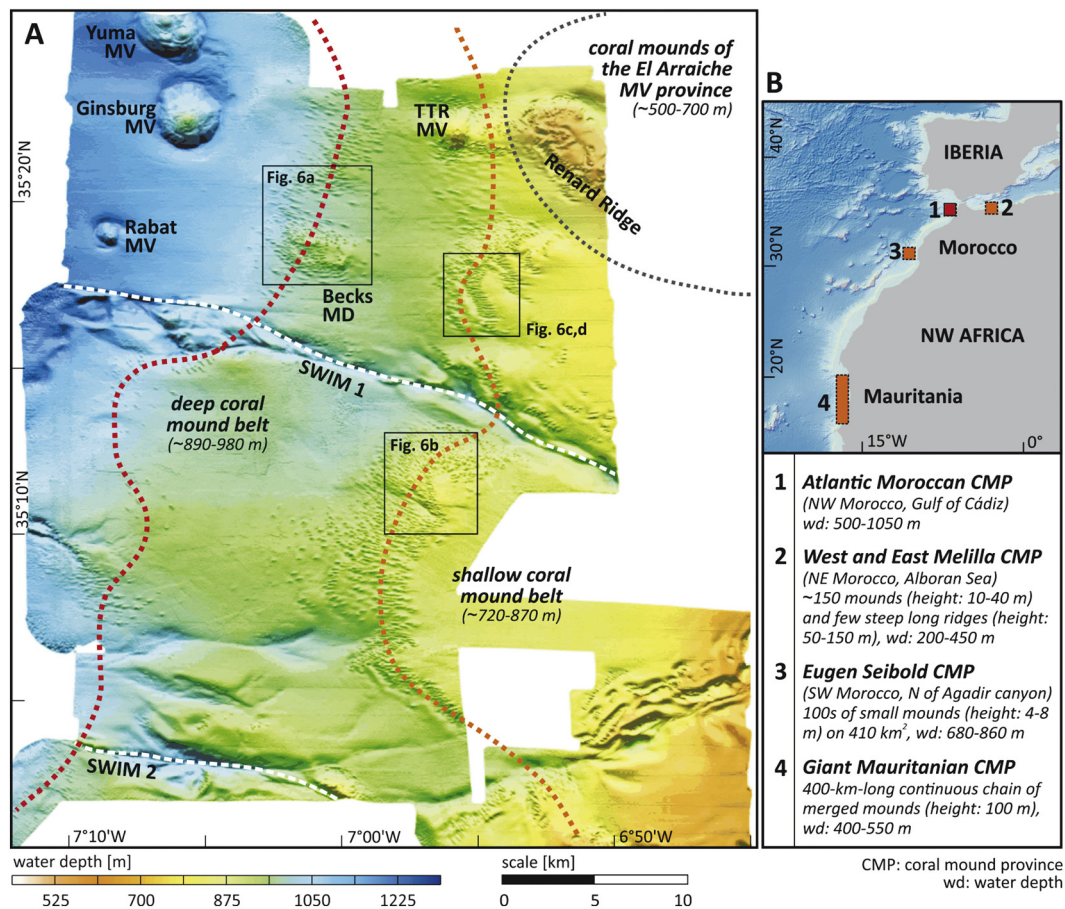 A
Yuma
MV
Ginsburg
MV
Rabat
MV
TTR
MV
coral mounds of
the El Arraiche
MV province
(~500-700 m)
Renard Ridge
Fig. 6a
Becks
MD
Fig. 6c,d
SWIM 1
deep coral
mound belt
(~890-980 m)
Fig. 6b
shallow coral
mound belt
(~720-870 m)
SWIM 2
35°20'N
35°10'N
7°10'W
7°00'W
6°50'W
water depth [m]
525
700
875
1050
1225
scale [km]
0
5
10
B
40°N
30°N
20°N
15°W
0°
IBERIA
1
2
3
Morocco
NW AFRICA
4
Mauritania
1 Atlantic Moroccan CMP
(NW Morocco, Gulf of Cádiz)
wd: 500-1050 m
2 West and East Melilla CMP
(NE Morocco, Alboran Sea)
~150 mounds (height: 10-40 m)
and few steep long ridges (height:
50-150 m), wd: 200-450 m
3 Eugen Seibold CMP
(SW Morocco, N of Agadir canyon)
100s of small mounds (height: 4-8
m) on 410 km², wd: 680-860 m
4 Giant Mauritanian CMP
400-km-long continuous chain of
merged mounds (height: 100 m),
wd: 400-550 m
CMP: coral mound province
wd: water depth